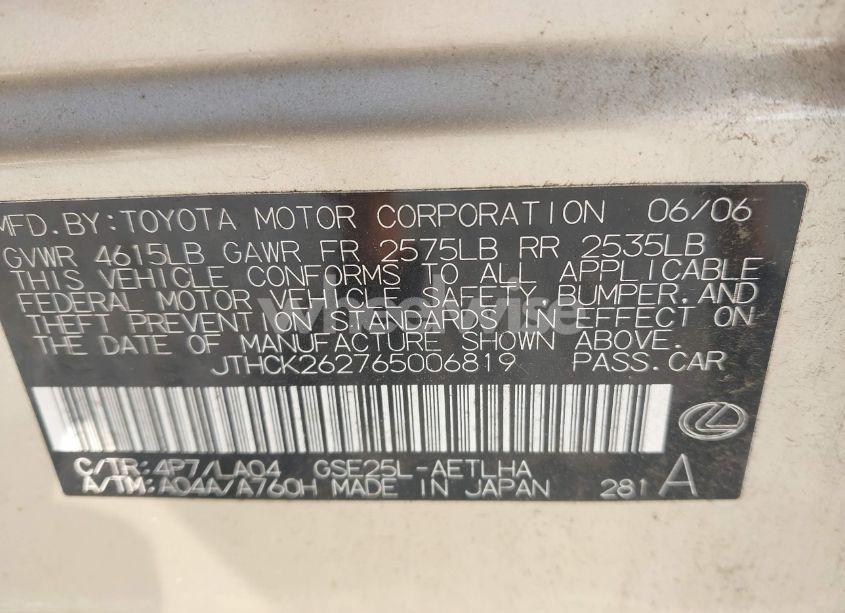 MFD.BY:TOYOTA MOTOR CORPORATION 06/06
GVWR 4615LB GAWR FR 2575LB RR 2535LB
THIS VEHICLE CONFORMS TO ALL APPLICABLE
FEDERAL MOTOR VEHICLE SAFETY, BUMPER, AND
THEFT PREVENTION STANDARDS IN EFFECT ON
THE DATE OF MANUFACTURE SHOWN ABOVE.
JTHCK262765006819 PASS.CAR
C/TR:4P7/LA04 GSE25L-AETLHA
A/TM:A04A/A760H MADE IN JAPAN 281 A
wheelwise